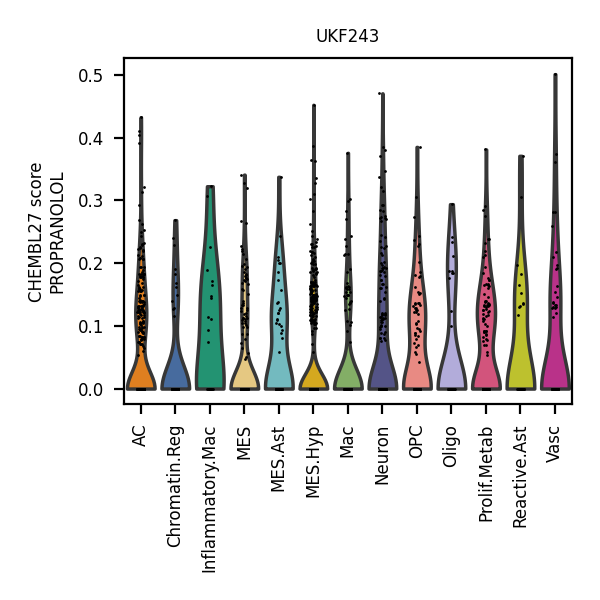 UKF243
CHEMBL27 score
PROPRANOLOL
0.5
0.4
0.3
0.2
0.1
0.0
AC
Chromatin.Reg
Inflammatory.Mac
MES
MES.Ast
MES.Hyp
Mac
Neuron
OPC
Oligo
Prolif.Metab
Reactive.Ast
Vasc